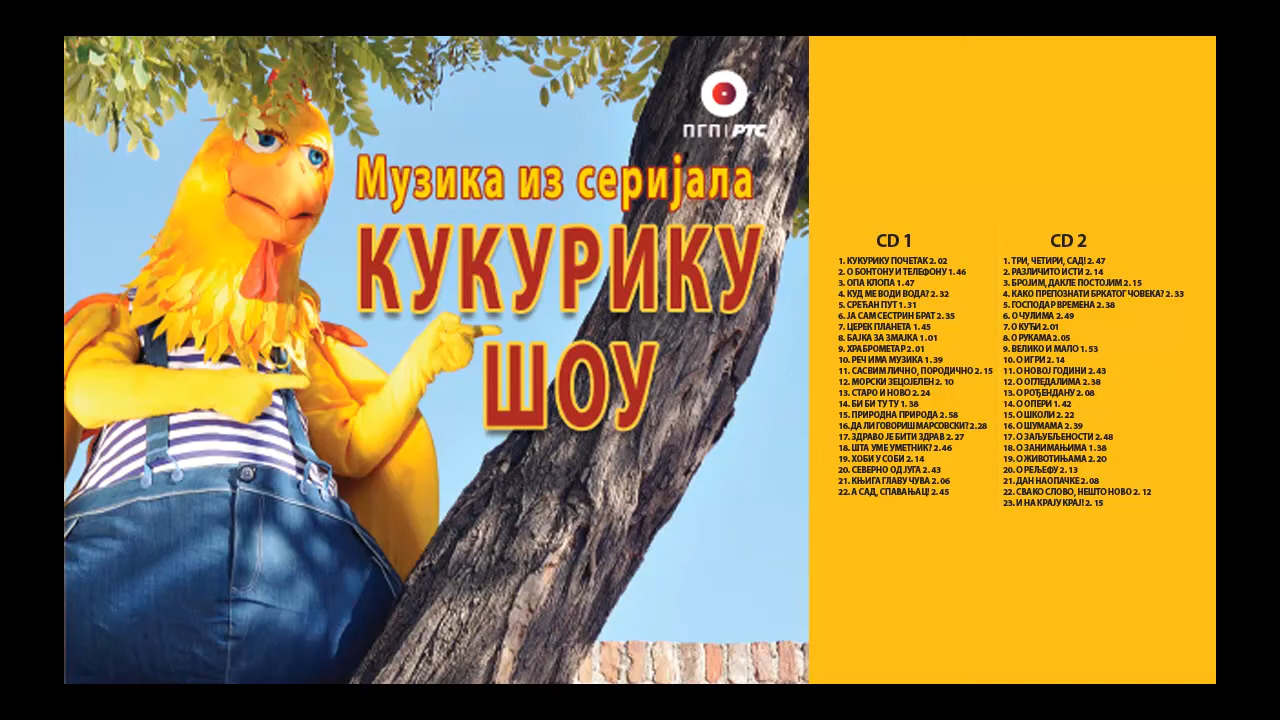 ПГП РТС
Музика из серијала
КУКУРИКУ
ШОУ
CD 1
1. КУКУРИКУ ПОЧЕТАК 2. 02
2. О БОНТОНУ И ТЕЛЕФОНУ 1. 46
3. ОПА КЛОПА 1. 47
4. КУД МЕ ВОДИ ВОДА? 2. 32
5. СРЕЋАН ПУТ 1. 31
6. ЈА САМ СЕСТРИН БРАТ 2. 35
7. ЦЕРЕК ПЛАНЕТА 1. 45
8. БАЈКА ЗА ЗМАЈКА 1. 01
9. ХРАБРОМЕТАР 2. 01
10. РЕЧ ИМА МУЗИКА 1. 39
11. САСВИМ ЛИЧНО, ПОРОДИЧНО 2. 15
12. МОРСКИ ЗЕЦОЈЕЛЕН 2. 10
13. СТАРО И НОВО 2. 24
14. БИ БИ ТУ ТУ 1. 38
15. ПРИРОДНА ПРИРОДА 2. 58
16. ДА ЛИ ГОВОРИШ МАРСОВСКИ? 2. 28
17. ЗДРАВО ЈЕ БИТИ ЗДРАВ 2. 27
18. ШТА УМЕ УМЕТНИК? 2. 46
19. ХОБИ У СОБИ 2. 14
20. СЕВЕРНО ОД ЈУГА 2. 43
21. КЊИГА ГЛАВУ ЧУВА 2. 06
22. А САД, СПАВАЊАЦ! 2. 45
CD 2
1. ТРИ, ЧЕТИРИ, САД! 2. 47
2. РАЗЛИЧИТО ИСТИ 2. 14
3. БРОЈИМ, ДАКЛЕ ПОСТОЈИМ 2. 15
4. КАКО ПРЕПОЗНАТИ БРКАТОГ ЧОВЕКА? 2. 33
5. ГОСПОДАР ВРЕМЕНА 2. 38
6. О ЧУЛИМА 2. 49
7. О КУЋИ 2. 01
8. О РУКАМА 2. 05
9. ВЕЛИКО И МАЛО 1. 53
10. О ИГРИ 2. 14
11. О НОВОЈ ГОДИНИ 2. 43
12. О ОГЛЕДАЛИМА 2. 38
13. О РОЂЕНДАНУ 2. 08
14. О ОПЕРИ 1. 42
15. О ШКОЛИ 2. 22
16. О ШУМАМА 2. 39
17. О ЗАЉУБЉЕНОСТИ 2. 48
18. О ЗАНИМАЊИМА 1. 38
19. О ЖИВОТИЊАМА 2. 20
20. О РЕЉЕФУ 2. 13
21. ДАН НАОПАЧКЕ 2. 08
22. СВАКО СЛОВО, НЕШТО НОВО 2. 12
23. И НА КРАЈУ КРАЈ! 2. 15